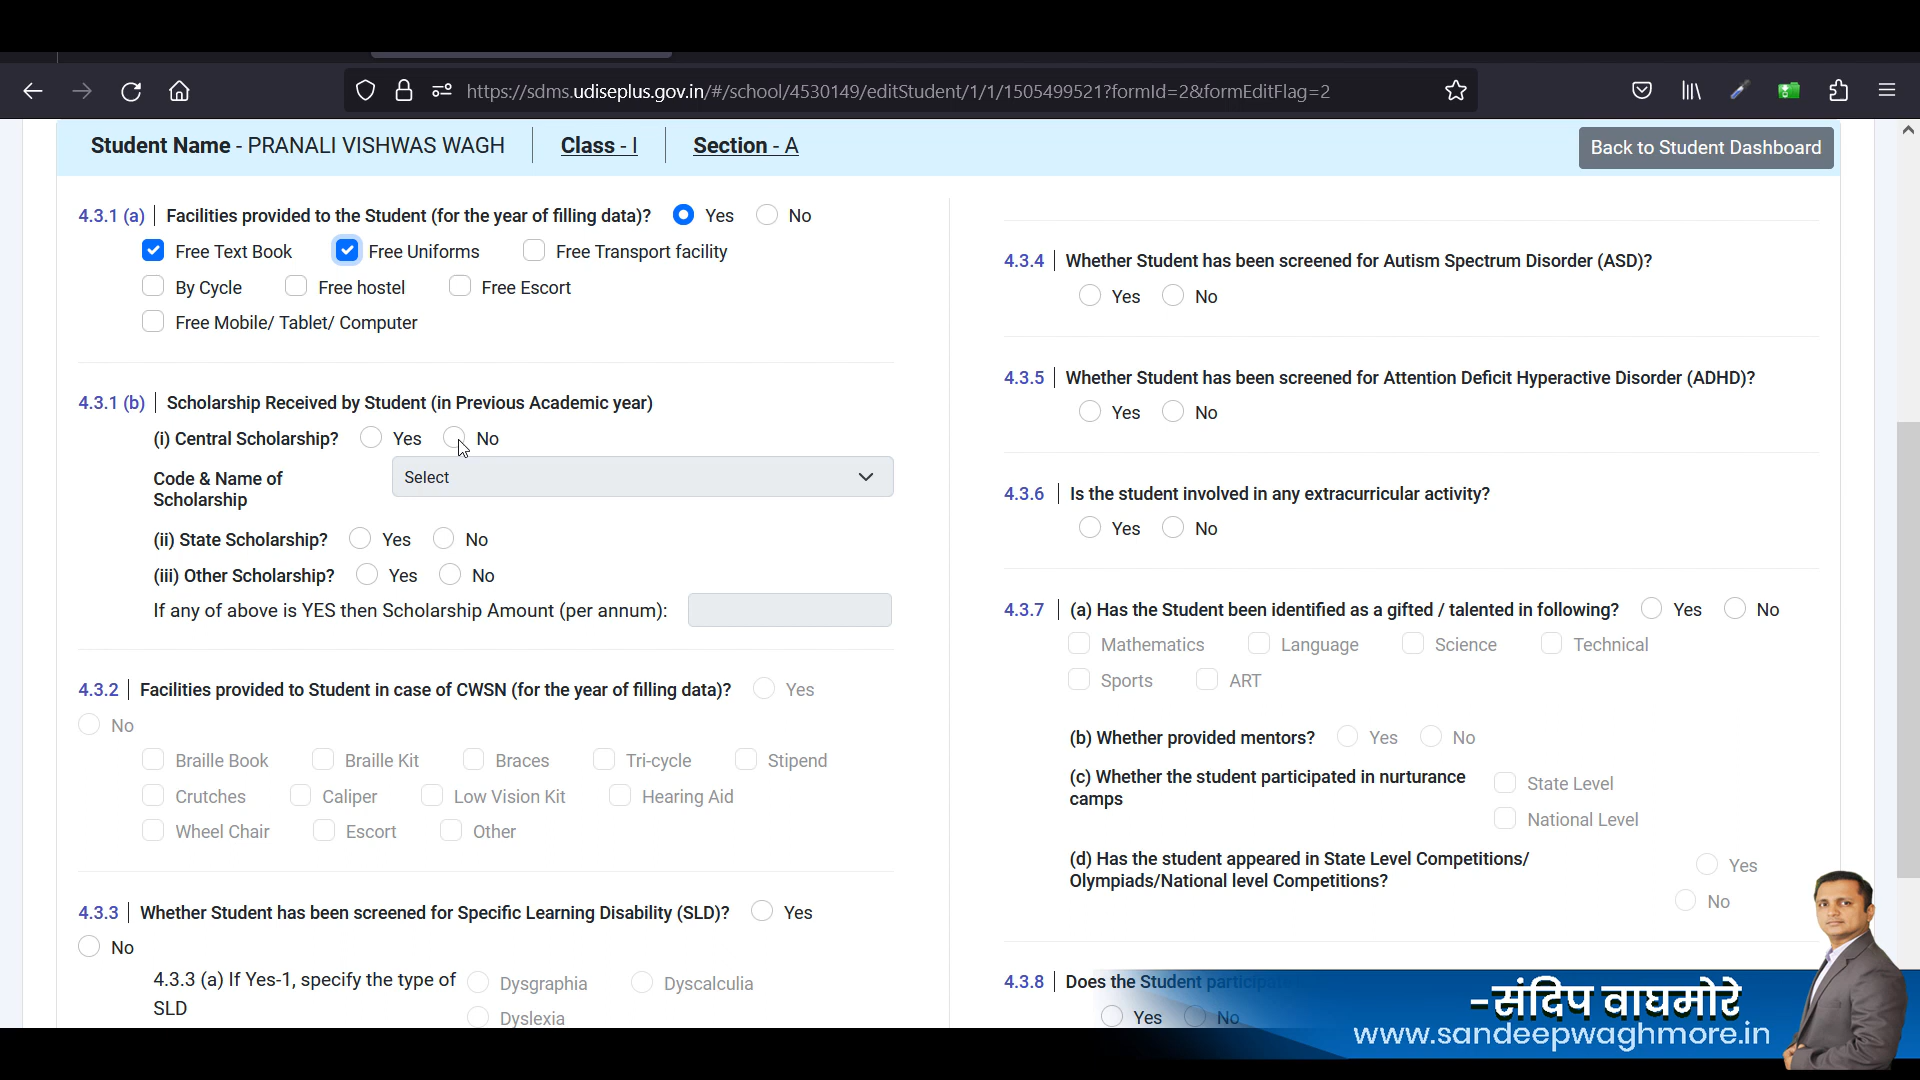 https://sdms.udiseplus.gov.in/#/school/4530149/editStudent/1/1/1505499521?formId=2&formEditFlag=2
Student Name - PRANALI VISHWAS WAGH
Class - I
Section - A
Back to Student Dashboard
4.3.1 (a) Facilities provided to the Student (for the year of filling data)? Yes No
Free Text Book Free Uniforms Free Transport facility
By Cycle Free hostel Free Escort
Free Mobile/ Tablet/ Computer
4.3.1 (b) Scholarship Received by Student (in Previous Academic year)
(i) Central Scholarship? Yes No
Code & Name of
Scholarship
Select
(ii) State Scholarship? Yes No
(iii) Other Scholarship? Yes No
If any of above is YES then Scholarship Amount (per annum):
4.3.2 Facilities provided to Student in case of CWSN (for the year of filling data)? Yes
No
Braille Book Braille Kit Braces Tri-cycle Stipend
Crutches Caliper Low Vision Kit Hearing Aid
Wheel Chair Escort Other
4.3.3 Whether Student has been screened for Specific Learning Disability (SLD)? Yes
No
4.3.3 (a) If Yes-1, specify the type of
SLD
Dysgraphia Dyscalculia
Dyslexia
4.3.4 Whether Student has been screened for Autism Spectrum Disorder (ASD)?
Yes No
4.3.5 Whether Student has been screened for Attention Deficit Hyperactive Disorder (ADHD)?
Yes No
4.3.6 Is the student involved in any extracurricular activity?
Yes No
4.3.7 (a) Has the Student been identified as a gifted / talented in following? Yes No
Mathematics Language Science Technical
Sports ART
(b) Whether provided mentors? Yes No
(c) Whether the student participated in nurturance
camps
State Level
National Level
(d) Has the student appeared in State Level Competitions/
Olympiads/National level Competitions?
Yes
No
4.3.8 Does the Student
Yes No
-संदिप वाघमोरे
www.sandeepwaghmore.in